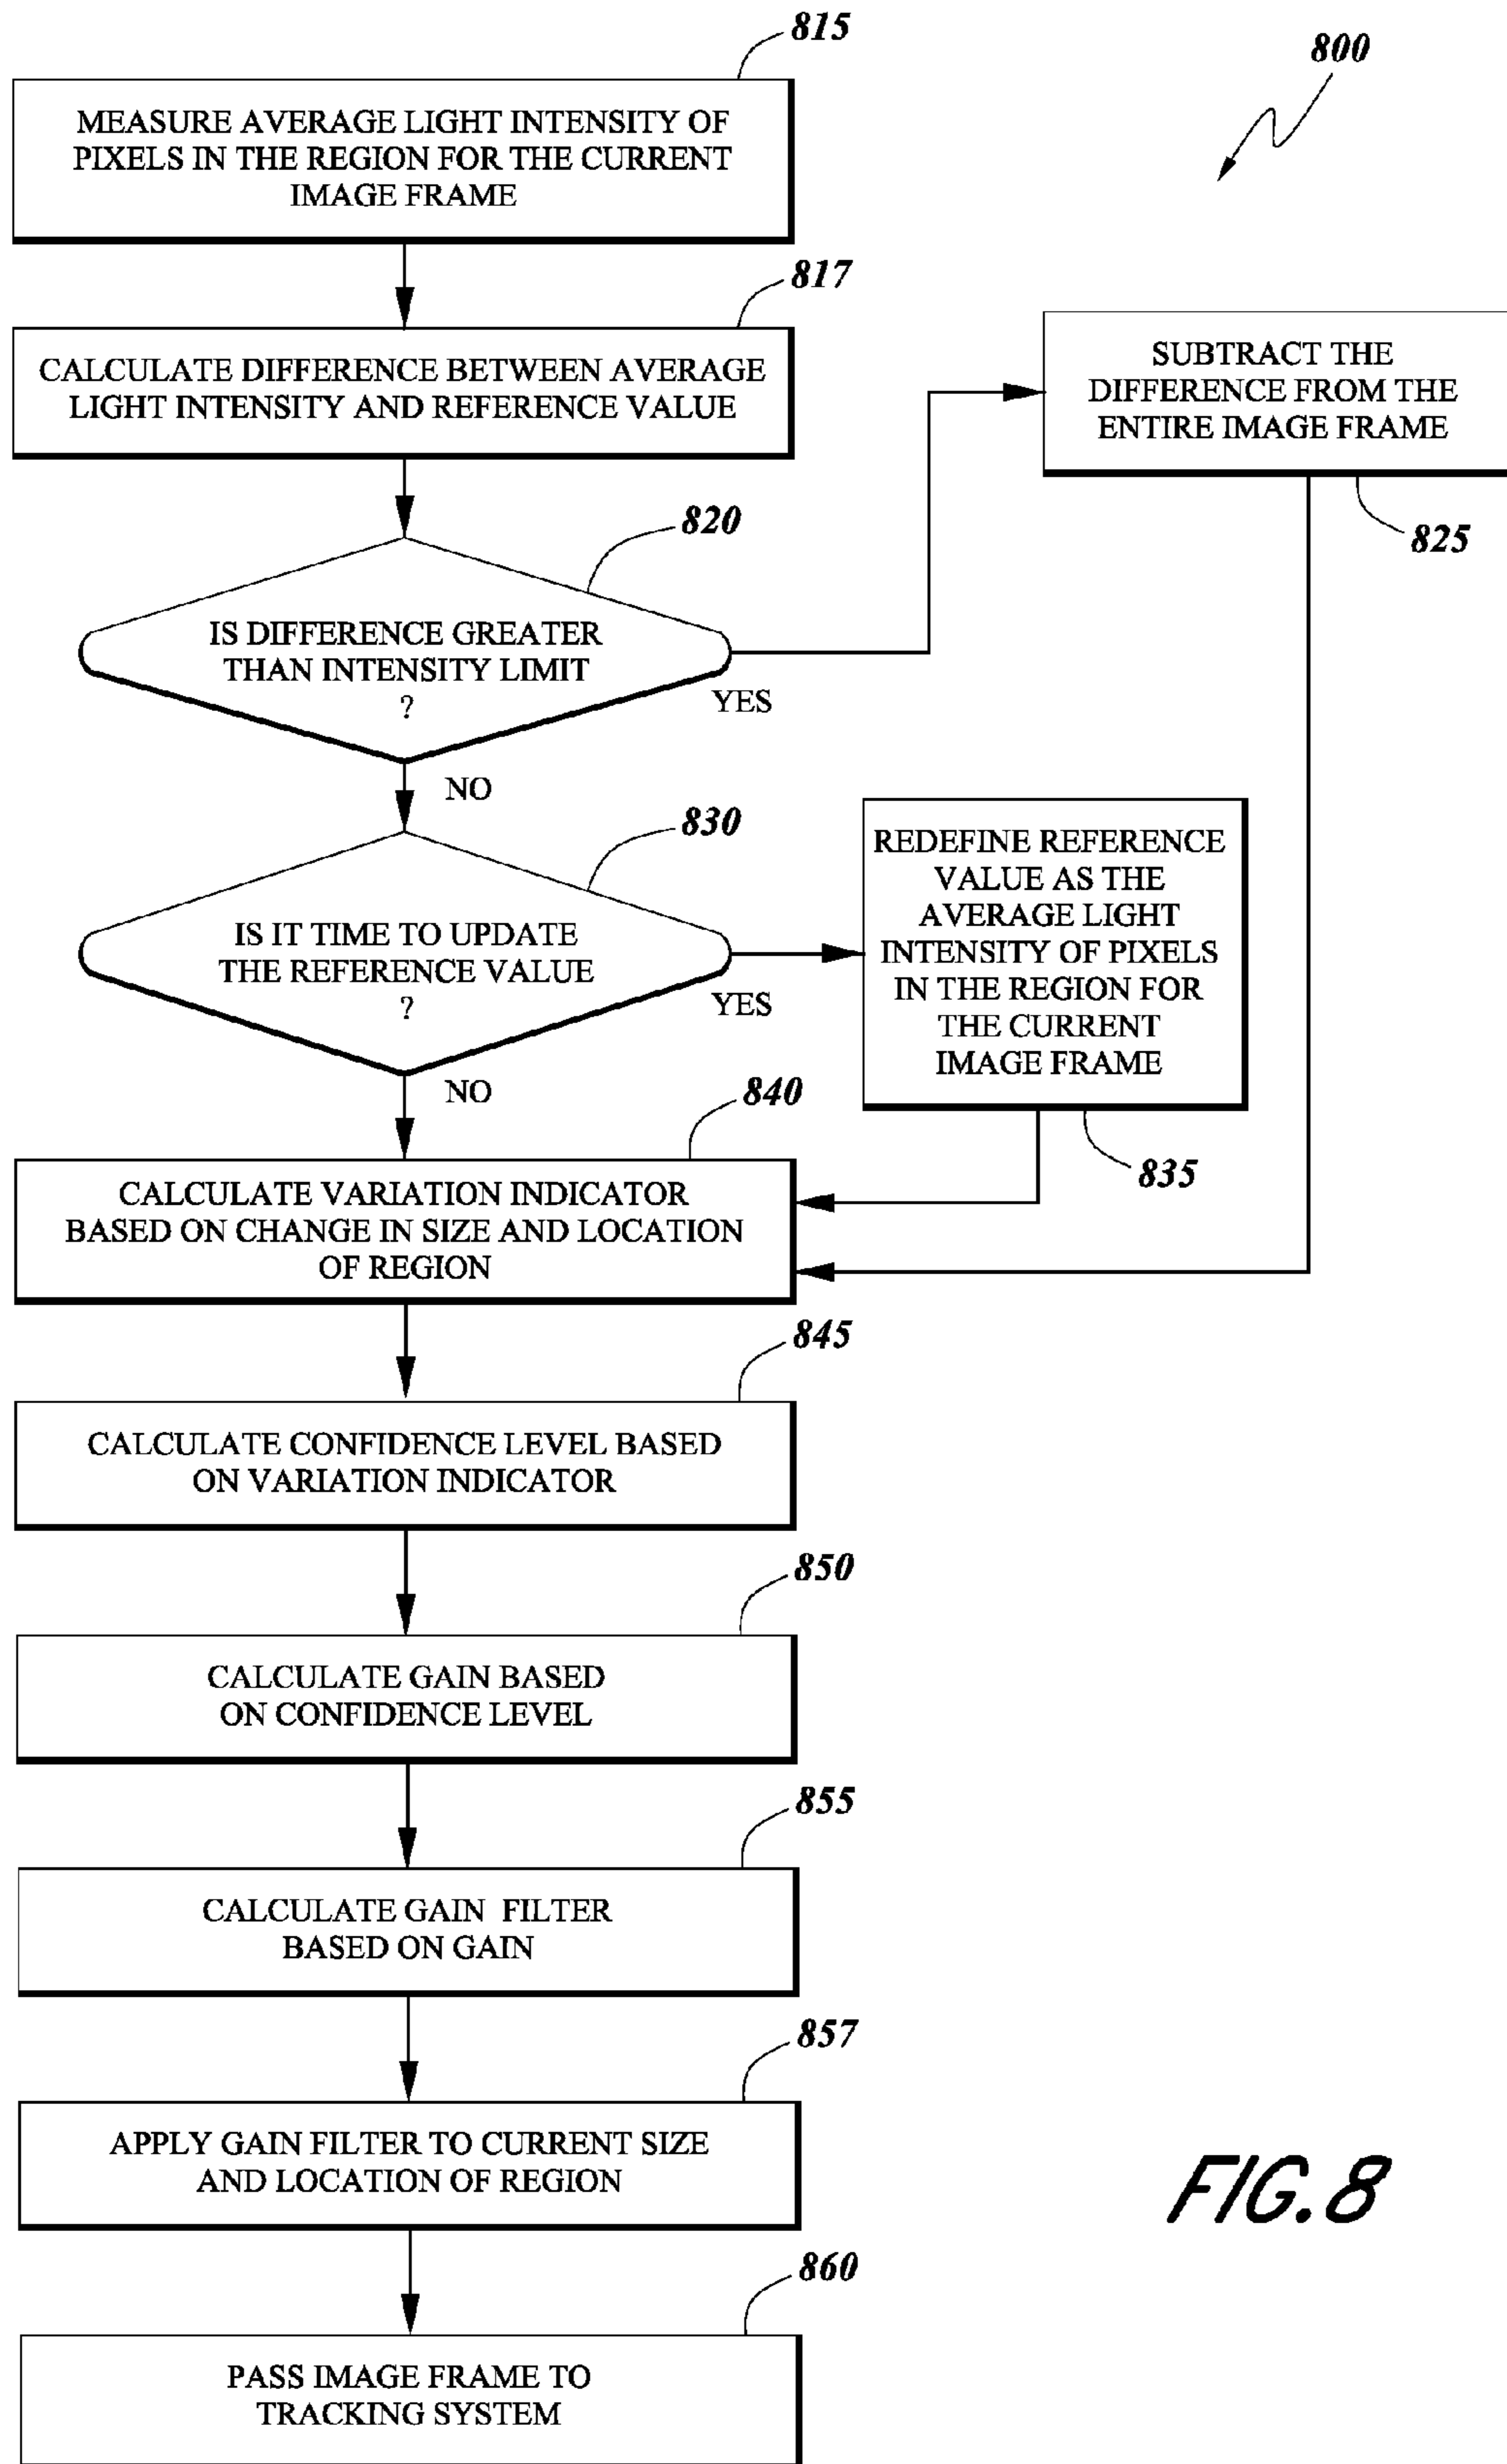 815
800
MEASURE AVERAGE LIGHT INTENSITY OF
PIXELS IN THE REGION FOR THE CURRENT
IMAGE FRAME
817
CALCULATE DIFFERENCE BETWEEN AVERAGE
LIGHT INTENSITY AND REFERENCE VALUE
SUBTRACT THE
DIFFERENCE FROM THE
ENTIRE IMAGE FRAME
825
820
IS DIFFERENCE GREATER
THAN INTENSITY LIMIT
?
YES
NO
830
IS IT TIME TO UPDATE
THE REFERENCE VALUE
?
YES
NO
REDEFINE REFERENCE
VALUE AS THE
AVERAGE LIGHT
INTENSITY OF PIXELS
IN THE REGION FOR
THE CURRENT
IMAGE FRAME
835
840
CALCULATE VARIATION INDICATOR
BASED ON CHANGE IN SIZE AND LOCATION
OF REGION
845
CALCULATE CONFIDENCE LEVEL BASED
ON VARIATION INDICATOR
850
CALCULATE GAIN BASED
ON CONFIDENCE LEVEL
855
CALCULATE GAIN FILTER
BASED ON GAIN
857
APPLY GAIN FILTER TO CURRENT SIZE
AND LOCATION OF REGION
860
PASS IMAGE FRAME TO
TRACKING SYSTEM
FIG.8